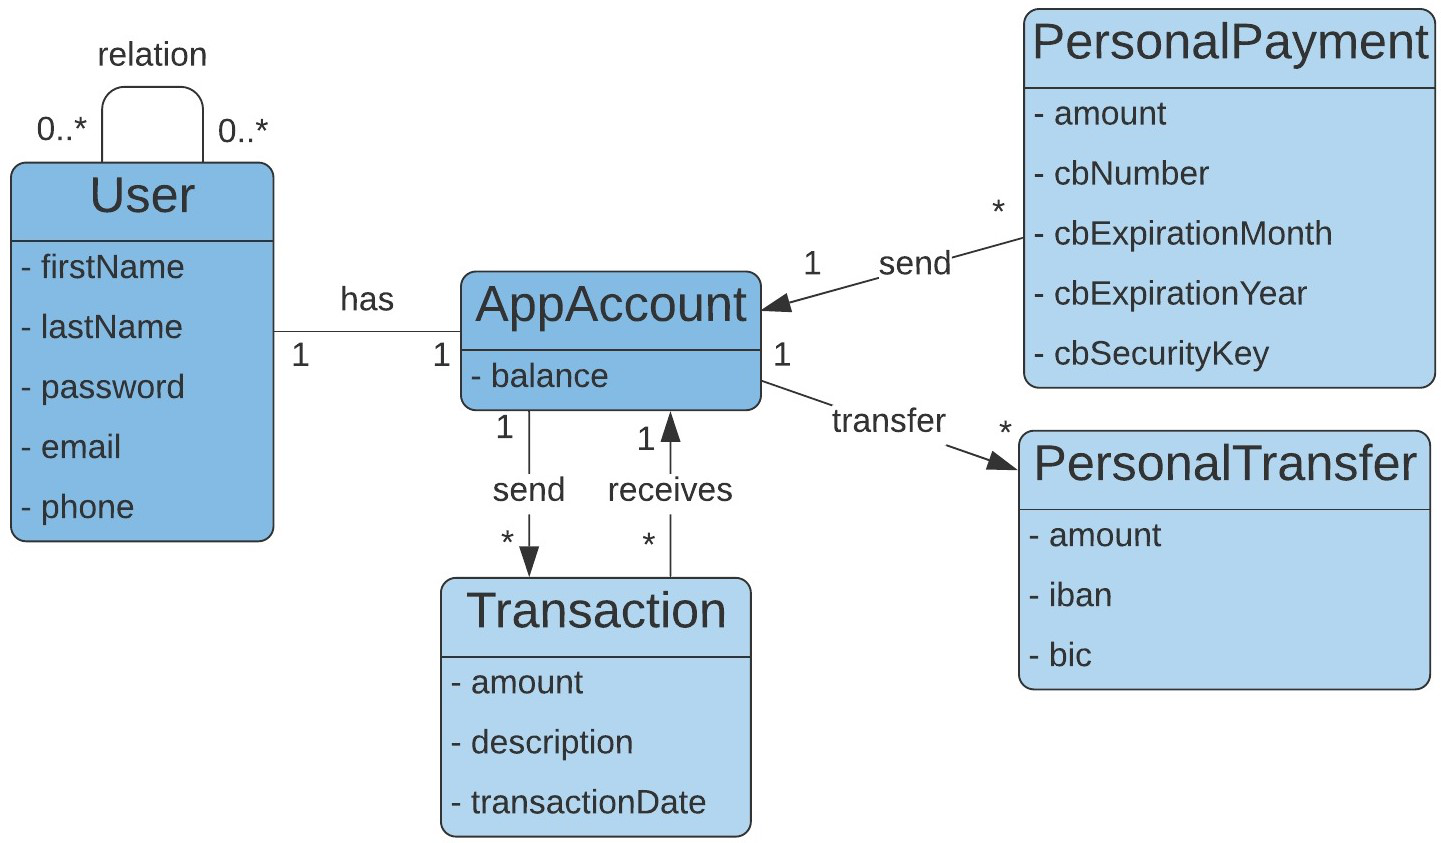 relation
0..*
0..*
User
- firstName
- lastName
- password
- email
- phone
has
1
1
AppAccount
- balance
1
send
*
1
receives
*
Transaction
- amount
- description
- transactionDate
1
send
*
PersonalPayment
- amount
- cbNumber
- cbExpirationMonth
- cbExpirationYear
- cbSecurityKey
1
transfer
*
PersonalTransfer
- amount
- iban
- bic